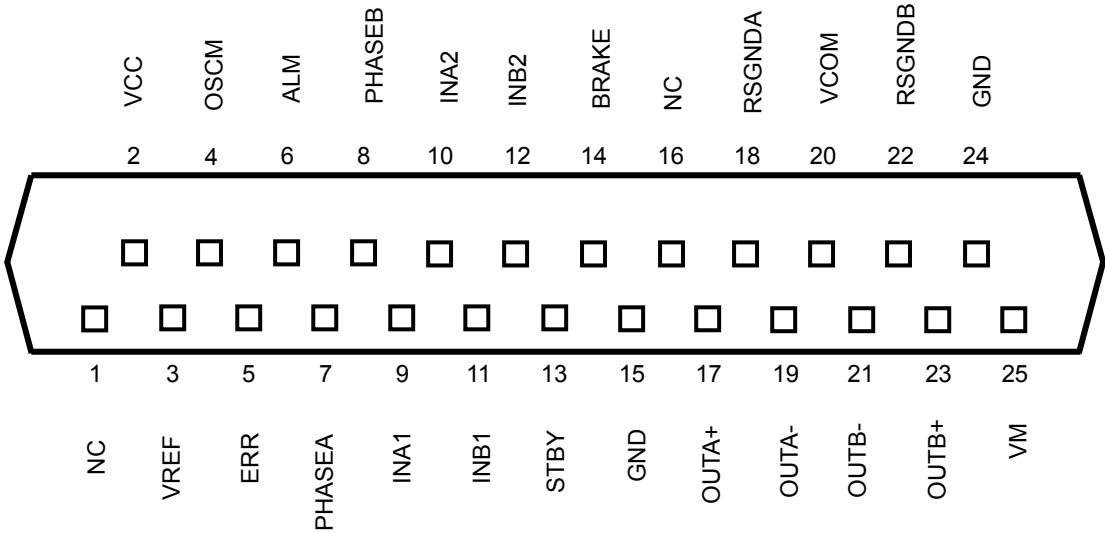 VCC OSCM ALM PHASEB INA2 INB2 BRAKE NC RSGNDA VCOM RSGNDB GND
2 4 6 8 10 12 14 16 18 20 22 24
1 3 5 7 9 11 13 15 17 19 21 23 25
NC VREF ERR PHASEA INA1 INB1 STBY GND OUTA+ OUTA- OUTB- OUTB+ VM